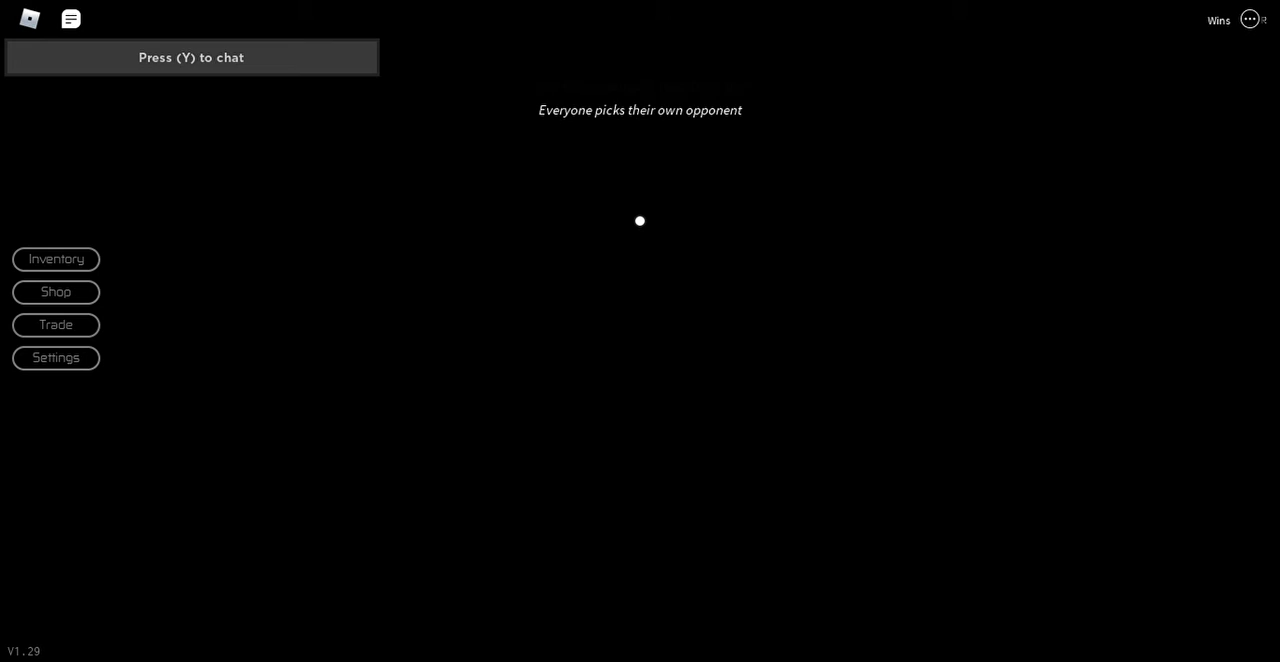 Wins
Press (Y) to chat
Everyone picks their own opponent
Inventory
Shop
Trade
Settings
V1.29